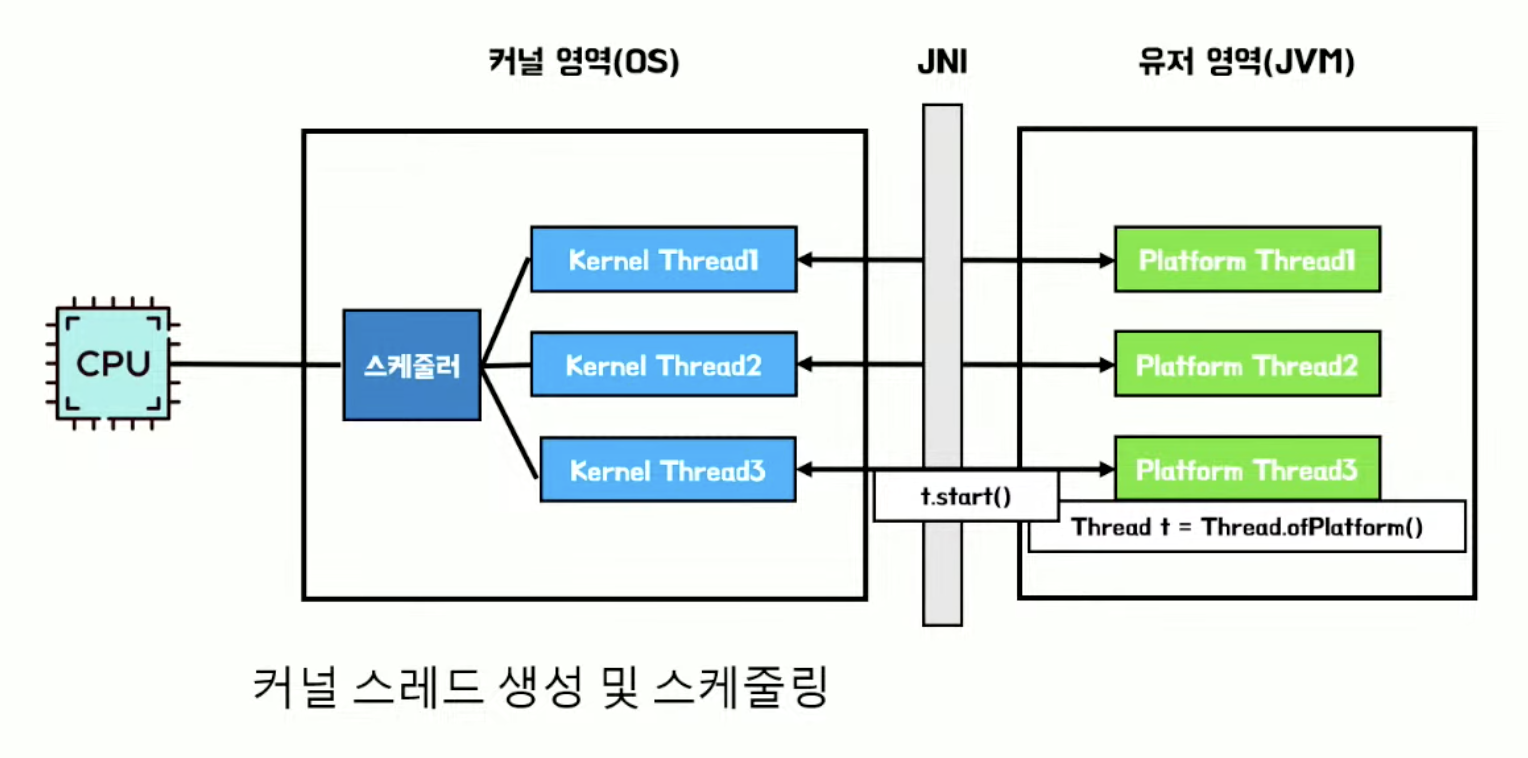 커널 영역(OS)
JNI
유저 영역(JVM)
Kernel Thread1
Platform Thread1
CPU
스케줄러
Kernel Thread2
Platform Thread2
Kernel Thread3
Platform Thread3
t.start()
Thread t = Thread.ofPlatform()
커널 스레드 생성 및 스케줄링